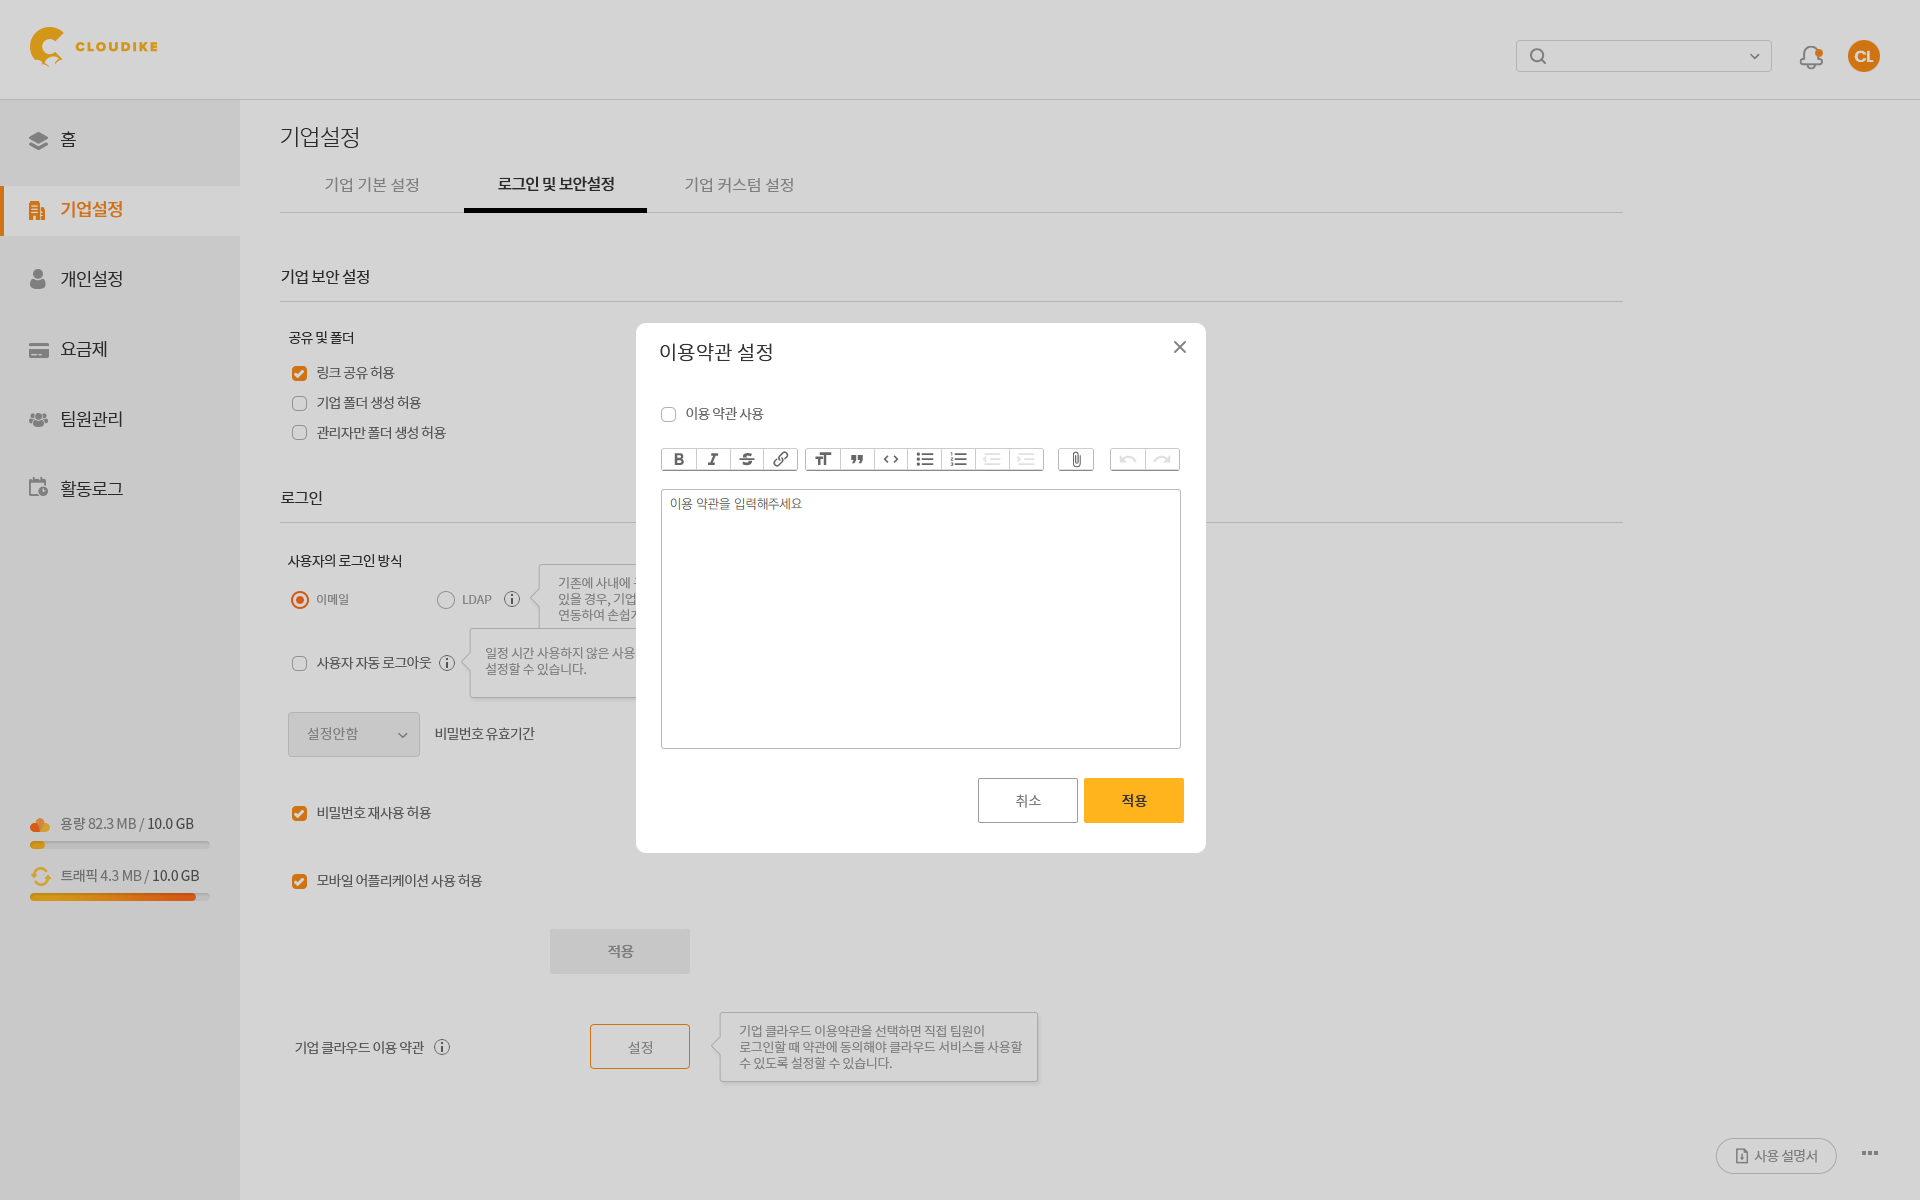 CLOUDIKE
CL
홈
기업설정
개인설정
요금제
팀원관리
활동로그
용량 82.3 MB / 10.0 GB
트래픽 4.3 MB / 10.0 GB
기업설정
기업 기본 설정
로그인 및 보안설정
기업 커스텀 설정
기업 보안 설정
공유 및 폴더
링크 공유 허용
기업 폴더 생성 허용
관리자만 폴더 생성 허용
로그인
사용자의 로그인 방식
이메일
LDAP
기존에 사내에
있을 경우, 기업
연동하여 손쉽
사용자 자동 로그아웃
일정 시간 사용하지 않은 사용
설정할 수 있습니다.
설정안함
비밀번호 유효기간
비밀번호 재사용 허용
모바일 어플리케이션 사용 허용
적용
기업 클라우드 이용 약관
설정
기업 클라우드 이용약관을 선택하면 직접 팀원이
로그인할 때 약관에 동의해야 클라우드 서비스를 사용할
수 있도록 설정할 수 있습니다.
이용약관 설정
이용 약관 사용
B I S
이용 약관을 입력해주세요
취소
적용
사용 설명서